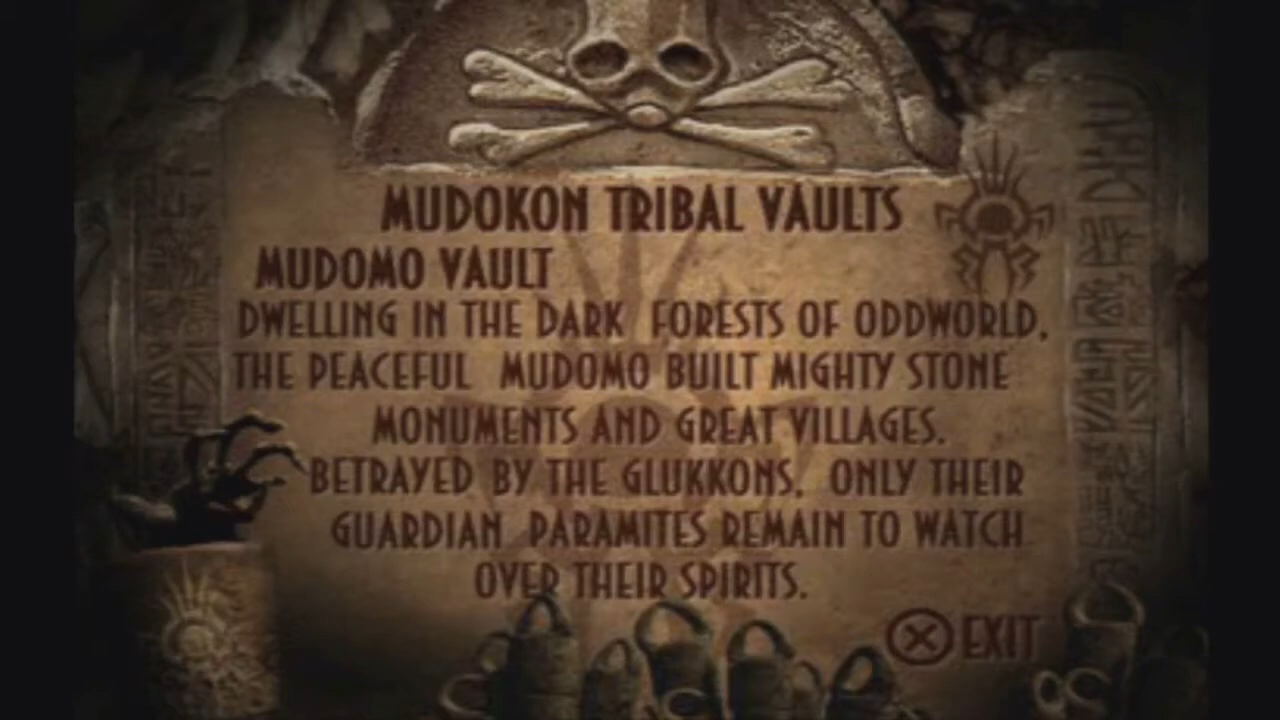 MUDOKON TRIBAL VAULTS
MUDOMO VAULT
DWELLING IN THE DARK FORESTS OF ODDWORLD,
THE PEACEFUL MUDOMO BUILT MIGHTY STONE
MONUMENTS AND GREAT VILLAGES.
BETRAYED BY THE GLUKKONS, ONLY THEIR
GUARDIAN PARAMITES REMAIN TO WATCH
OVER THEIR SPIRITS.
EXIT